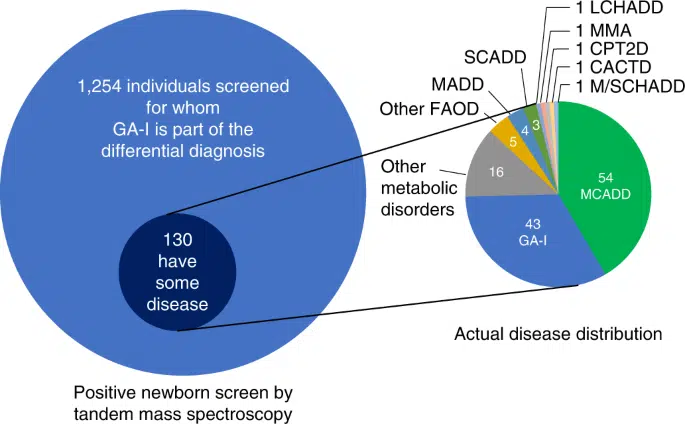 1,254 individuals screened
for whom
GA-I is part of the
differential diagnosis
130
have
some
disease
Positive newborn screen by
tandem mass spectroscopy
1 LCHADD
1 MMA
1 CPT2D
1 CACTD
1 M/SCHADD
SCADD
MADD
Other FAOD
Other
metabolic
disorders
3
4
5
16
54
MCADD
43
GA-I
Actual disease distribution